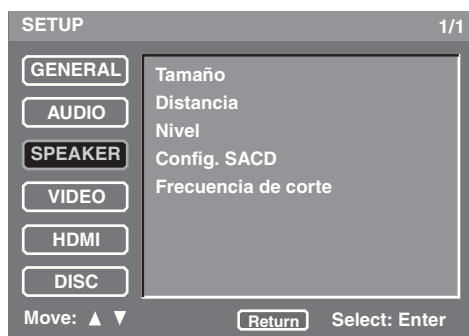 SETUP 1/1
GENERAL
AUDIO
SPEAKER
VIDEO
HDMI
DISC
Tamaño
Distancia
Nivel
Config. SACD
Frecuencia de corte
Move: ▲ ▼ Return Select: Enter